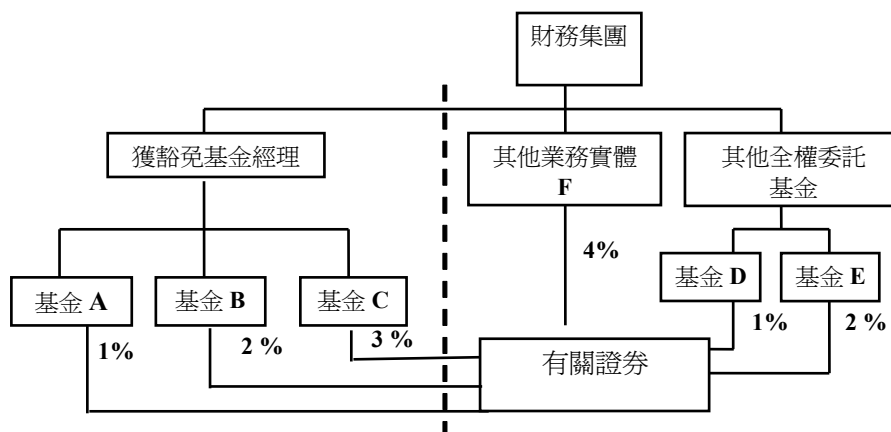 財務集團
獲豁免基金經理
其他業務實體
F
其他全權委託
基金
4%
基金 A
基金 B
基金 C
基金 D
基金 E
1%
2 %
3 %
1%
2 %
有關證券